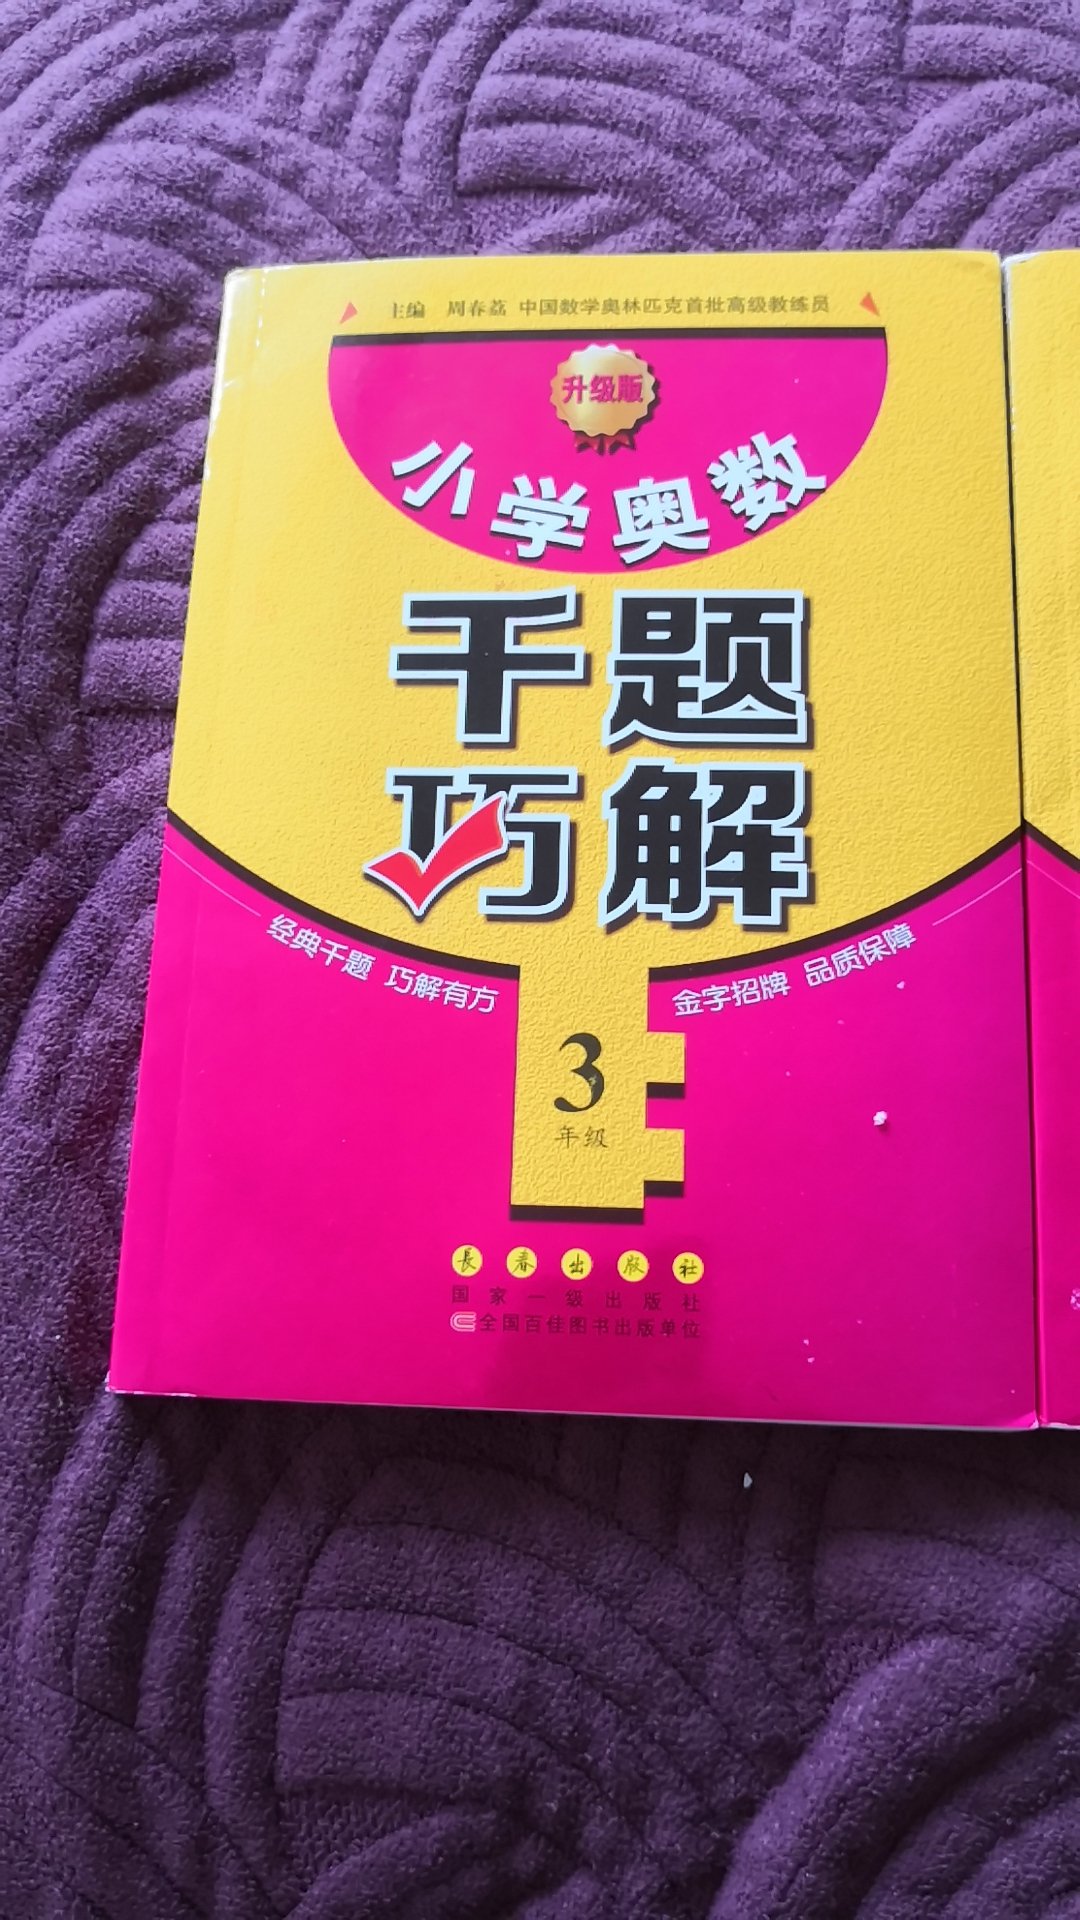 主编 周春荔 中国数学奥林匹克首批高级教练员
升级版
小学奥数
千题
巧解
经典千题 巧解有方
金字招牌 品质保障
3
年级
長春出版社
国家一级出版社
全国百佳图书出版单位